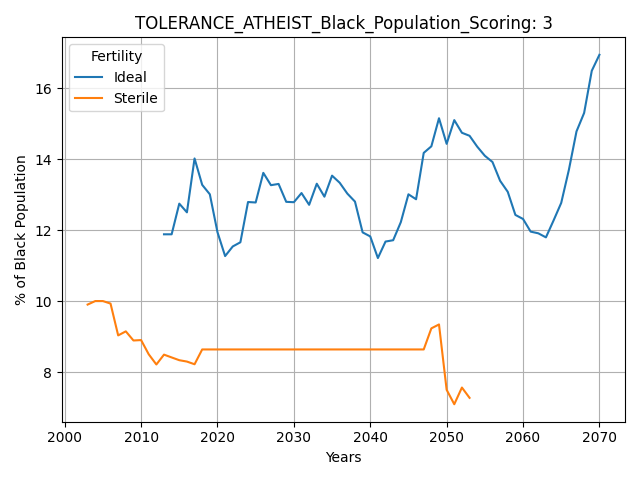 TOLERANCE_ATHEIST_Black_Population_Scoring: 3
Fertility
Ideal
Sterile
% of Black Population
16
14
12
10
8
2000 2010 2020 2030 2040 2050 2060 2070
Years